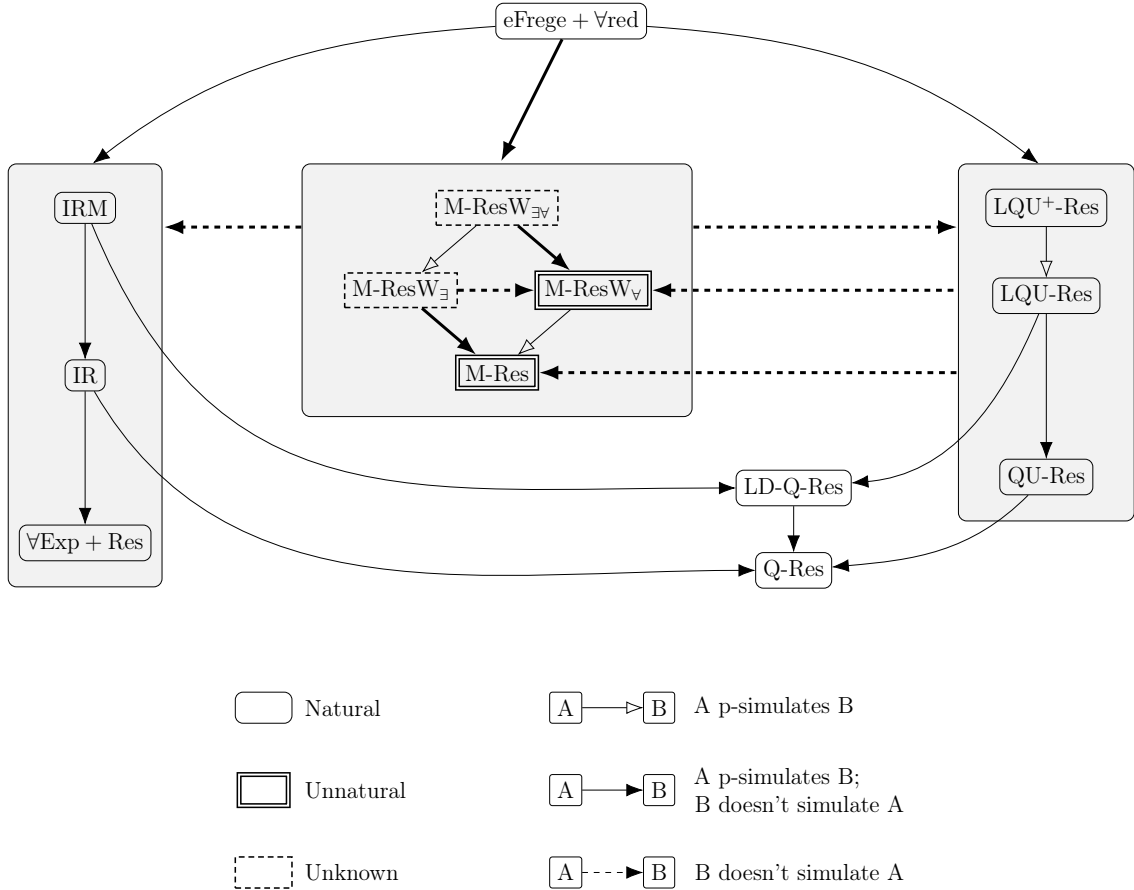 eFrege + ∀red
IRM
M-ResW∃∀
LQU⁺-Res
M-ResW∃
M-ResW∀
LQU-Res
IR
M-Res
LD-Q-Res
QU-Res
∀Exp + Res
Q-Res
Natural
A
B
A p-simulates B
Unnatural
A
B
A p-simulates B;
B doesn't simulate A
Unknown
A
B
B doesn't simulate A